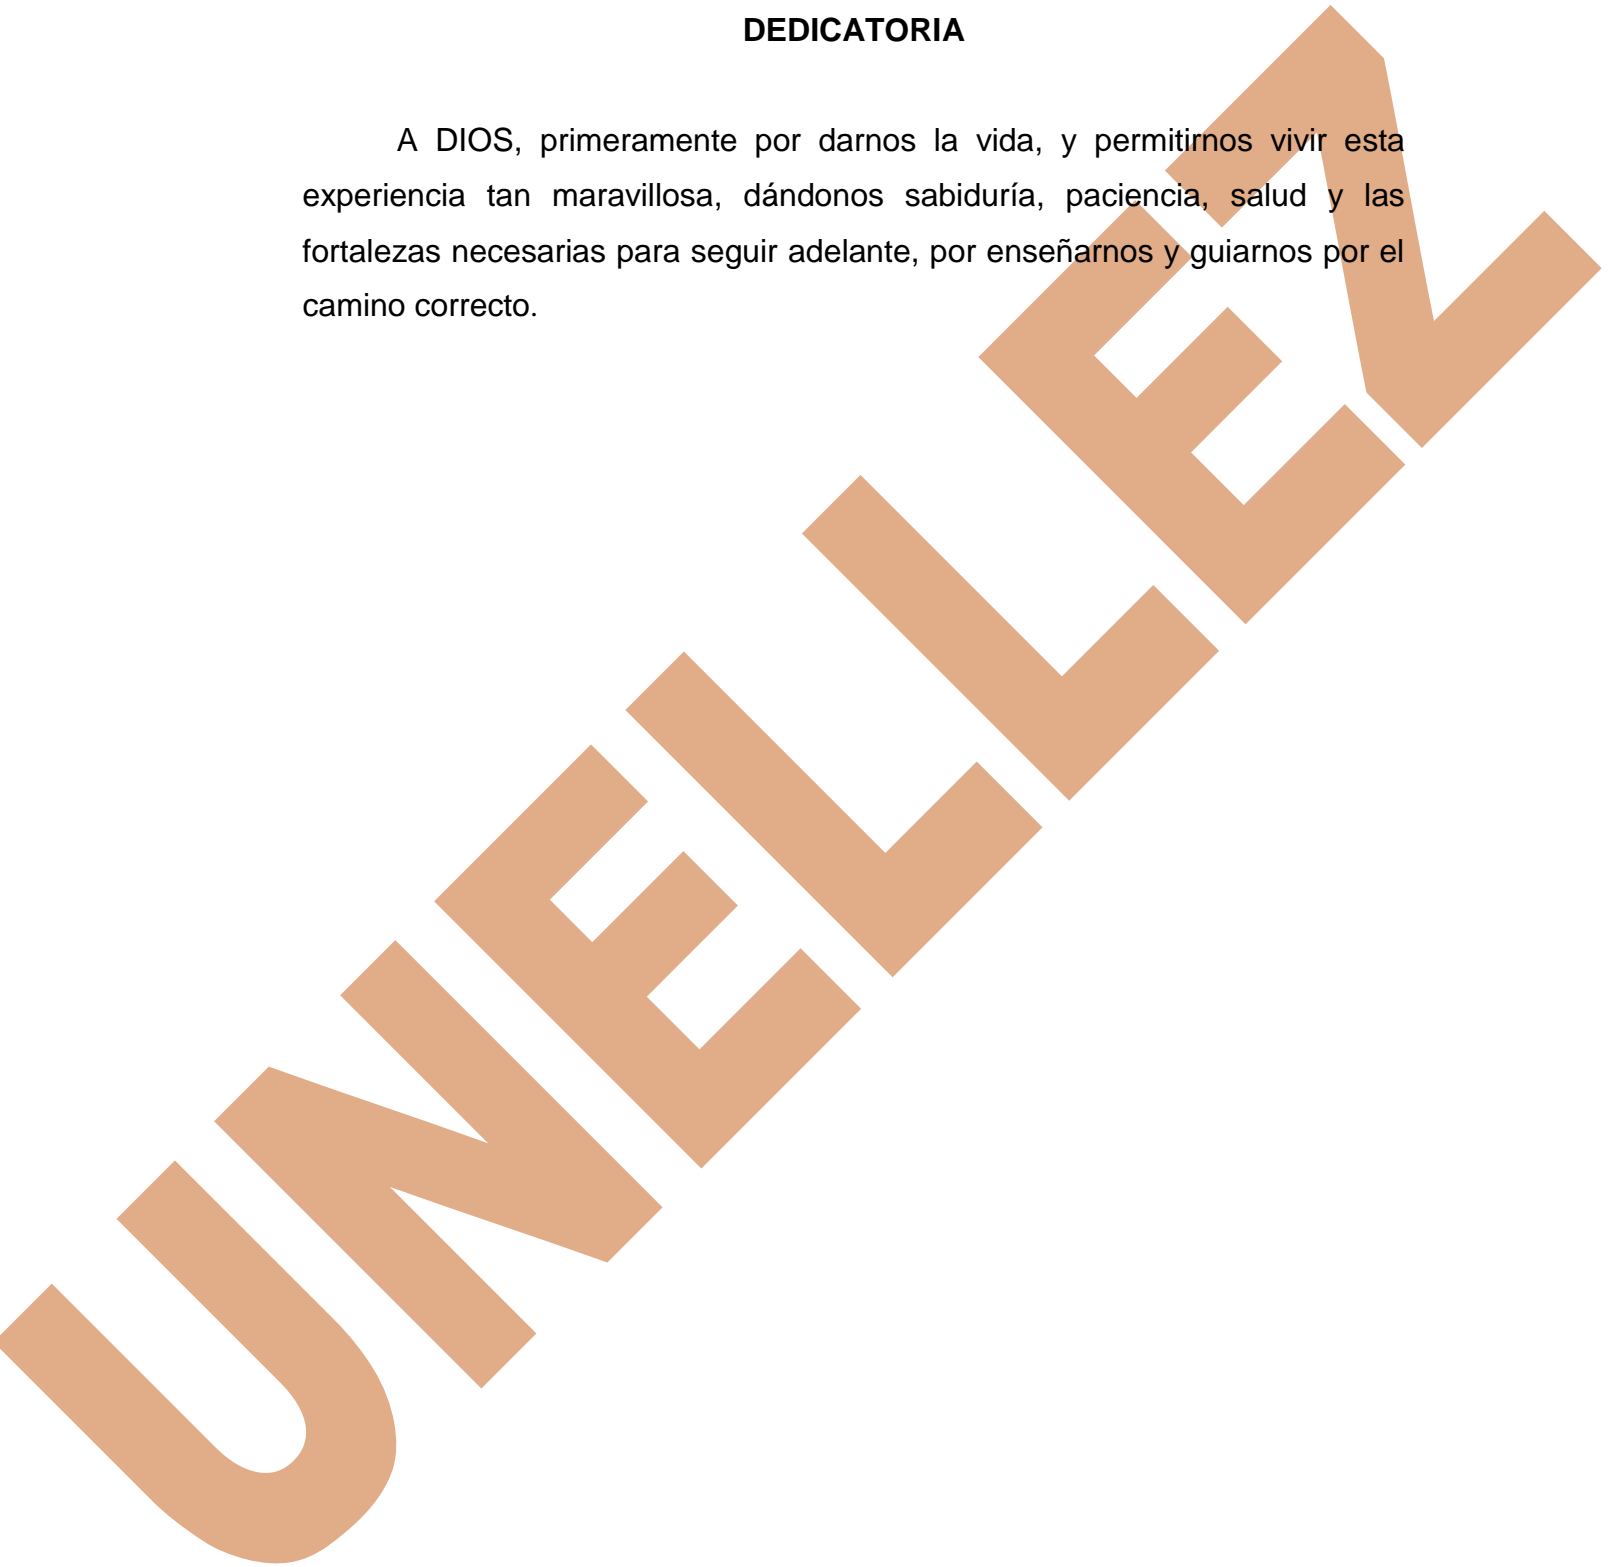 DEDICATORIA
A DIOS, primeramente por darnos la vida, y permitirnos vivir esta
experiencia tan maravillosa, dándonos sabiduría, paciencia, salud y las
fortalezas necesarias para seguir adelante, por enseñarnos y guiarnos por el
camino correcto.
UNELLEZ